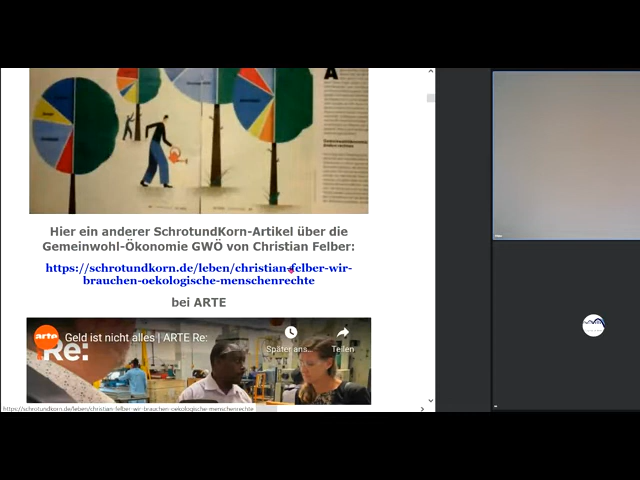 Hier ein anderer SchrotundKorn-Artikel über die
Gemeinwohl-Ökonomie GWÖ von Christian Felber:
https://schrotundkorn.de/leben/christian-felber-wir-
brauchen-oekologische-menschenrechte
bei ARTE
arte
Geld ist nicht alles | ARTE Re:
Re:
Später ans...
Teilen
https://schrotundkorn.de/leben/christian-felber-wir-brauchen-oekologische-menschenrechte